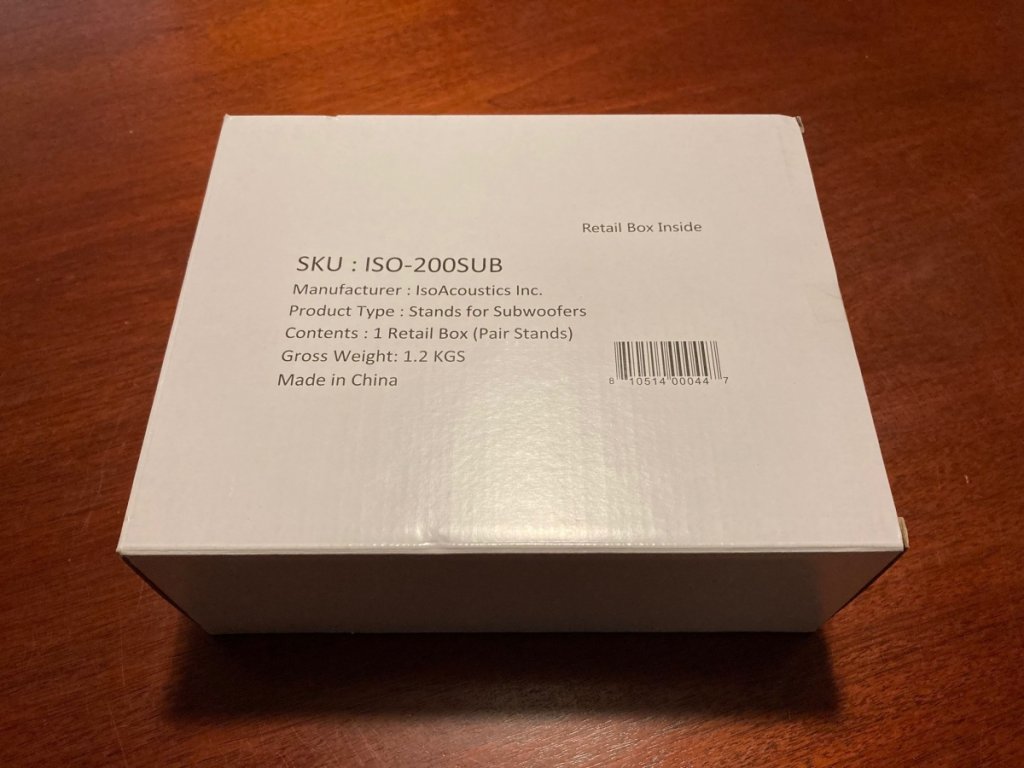 Retail Box Inside
SKU : ISO-200SUB
Manufacturer : IsoAcoustics Inc.
Product Type : Stands for Subwoofers
Contents : 1 Retail Box (Pair Stands)
Gross Weight: 1.2 KGS
Made in China
6 10514 00044 7